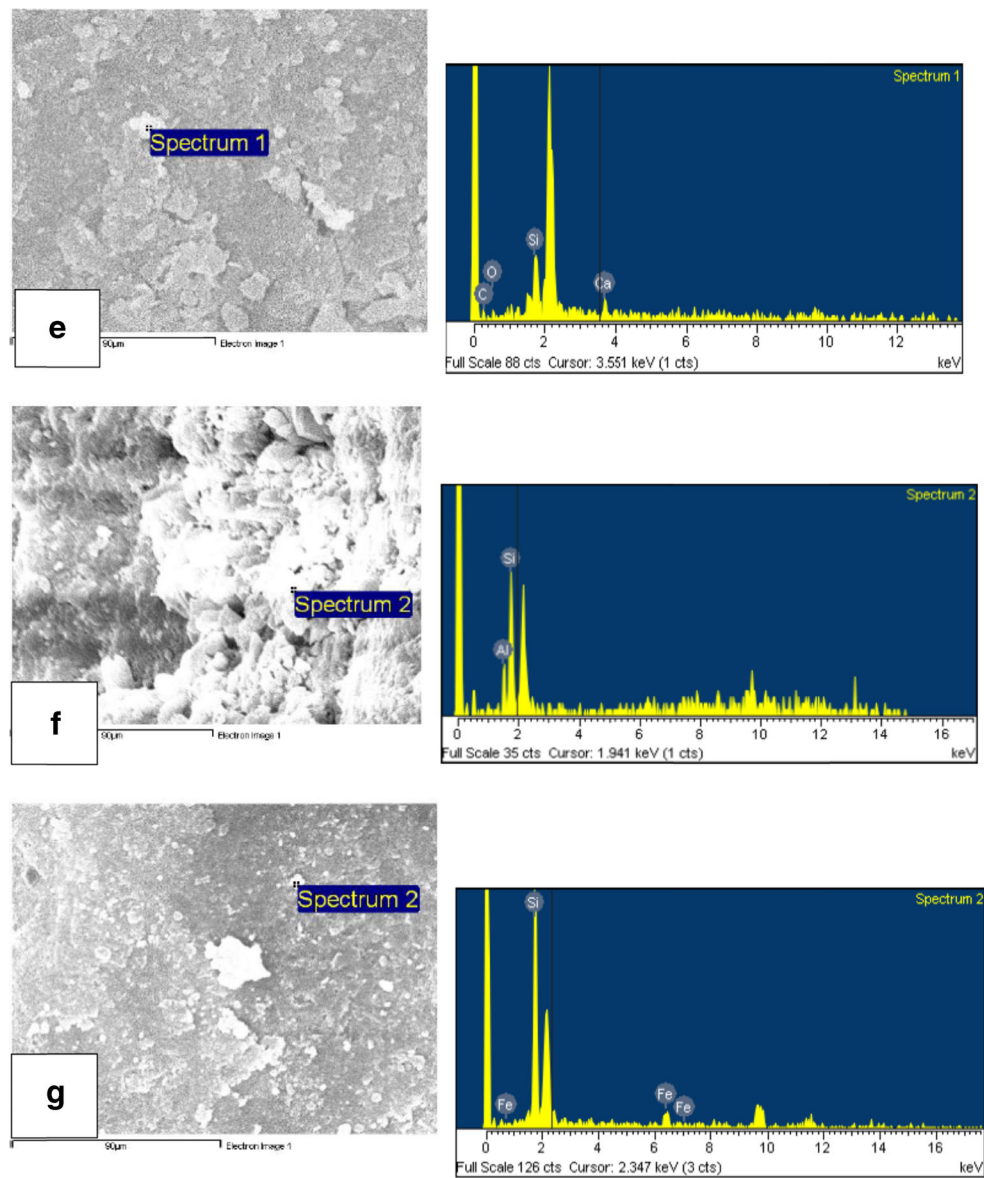 Spectrum 1
e
90µm Electron Image 1
Spectrum 1
Si
O
C
Ca
0 2 4 6 8 10 12
Full Scale 88 cts Cursor: 3.551 keV (1 cts) keV
Spectrum 2
f
90µm Electron Image 1
Spectrum 2
Si
Al
0 2 4 6 8 10 12 14 16
Full Scale 35 cts Cursor: 1.941 keV (1 cts) keV
Spectrum 2
g
90µm Electron Image 1
Spectrum 2
Si
Fe Fe Fe
0 2 4 6 8 10 12 14 16
Full Scale 126 cts Cursor: 2.347 keV (3 cts) keV